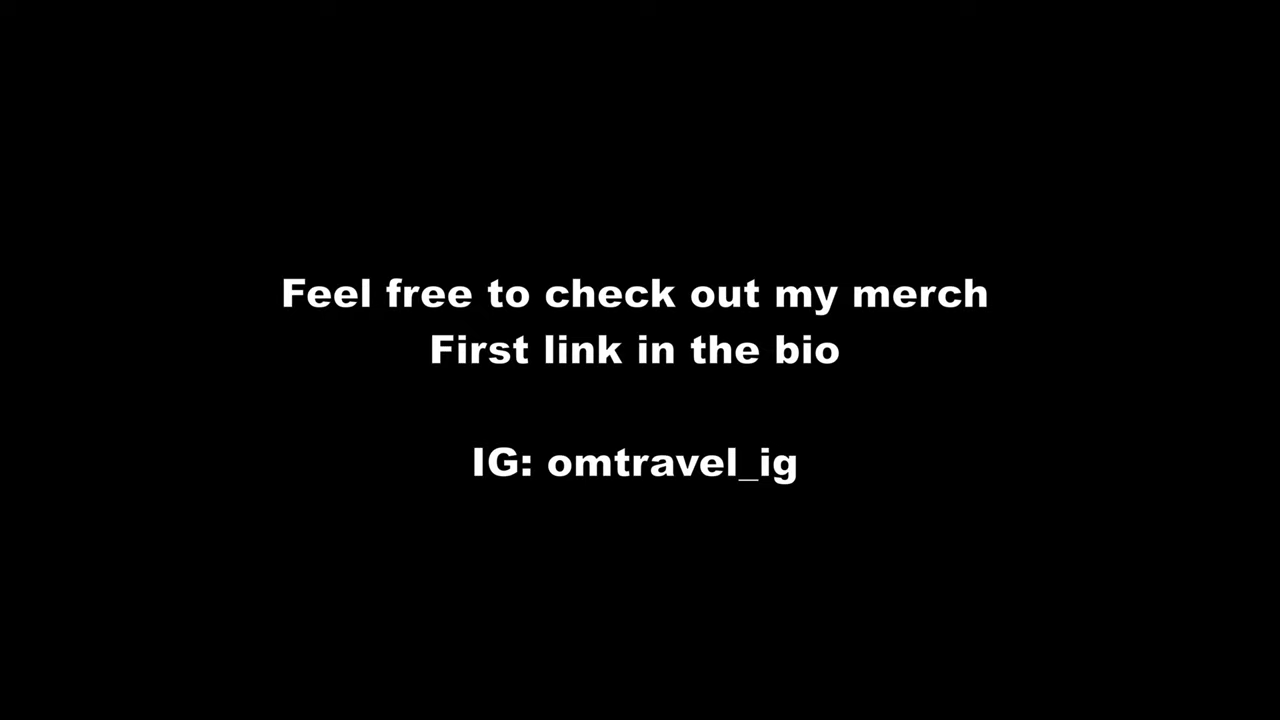 Feel free to check out my merch
First link in the bio
IG: omtravel_ig